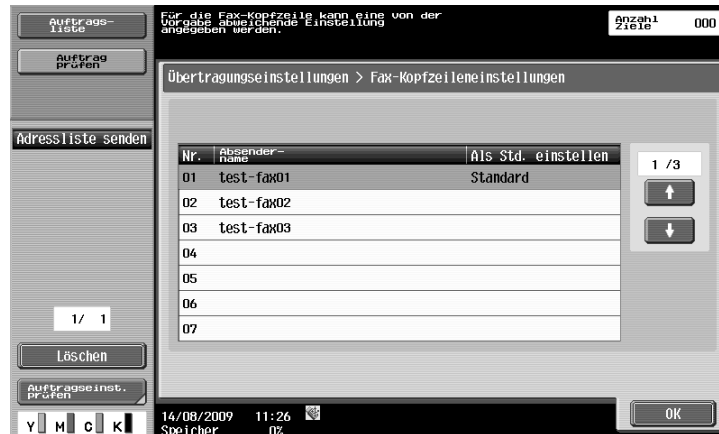 Auftrags-
liste
Für die Fax-Kopfzeile kann eine von der
Vorgabe abweichende Einstellung
angegeben werden.
Anzahl
Ziele
000
Auftrag
prüfen
Übertragungseinstellungen > Fax-Kopfzeileneinstellungen
Adressliste senden
Nr. Absender-
name
Als Std. einstellen
01 test-fax01 Standard
02 test-fax02
03 test-fax03
04
05
06
07
1 /3
1/ 1
Löschen
Auftragseinst.
prüfen
Y M C K
14/08/2009 11:26
Speicher 0%
OK